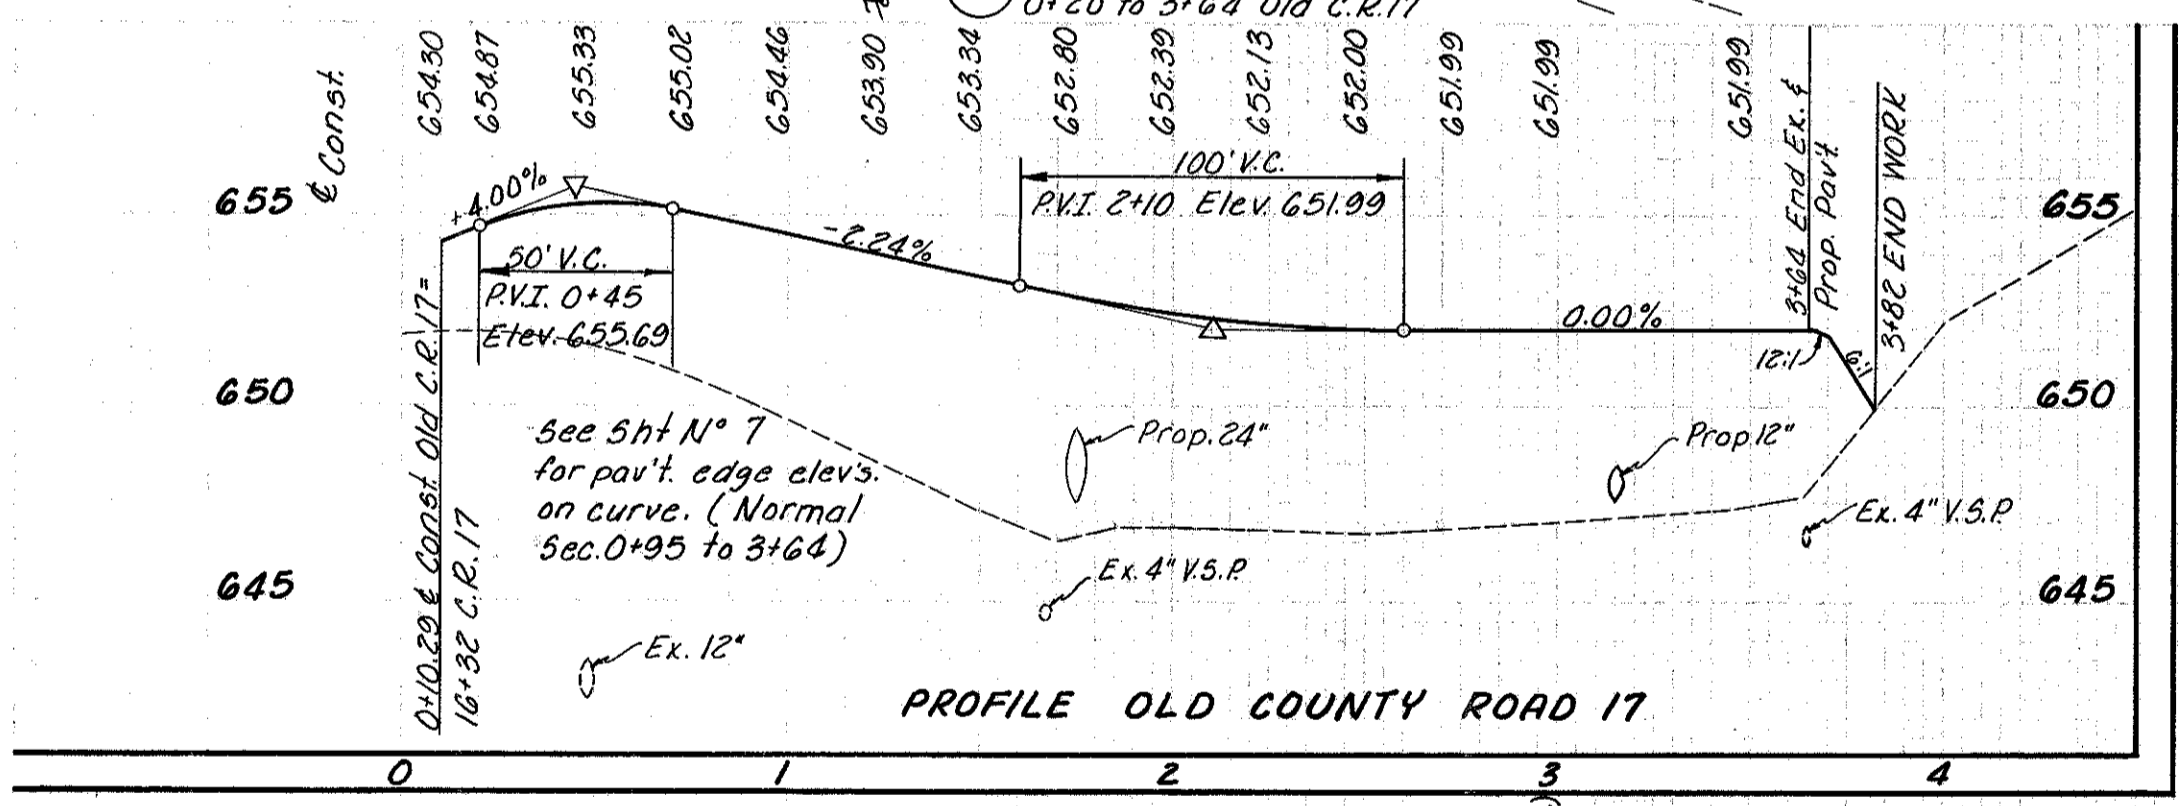 0+20 to 3+64 Old C.R.17
℄ Const.
654.30
654.87
655.33
655.02
654.46
653.90
653.34
652.80
652.39
652.13
652.00
651.99
651.99
651.99
3+64 End Ex. &
Prop. Pav't.
3+82 END WORK
655
+4.00%
50' V.C.
P.V.I. 0+45
Elev. 655.69
-2.24%
100' V.C.
P.V.I. 2+10 Elev. 651.99
0.00%
12:1
6:1
655
650
See Sht Nº 7
for pav't. edge elev's.
on curve. (Normal
Sec. 0+95 to 3+64)
Prop. 24"
Prop 12"
650
Ex. 4" V.S.P.
645
0+10.29 ℄ Const. Old C.R. 17=
16+32 C.R. 17
Ex. 4" V.S.P.
645
Ex. 12"
PROFILE OLD COUNTY ROAD 17
0 1 2 3 4